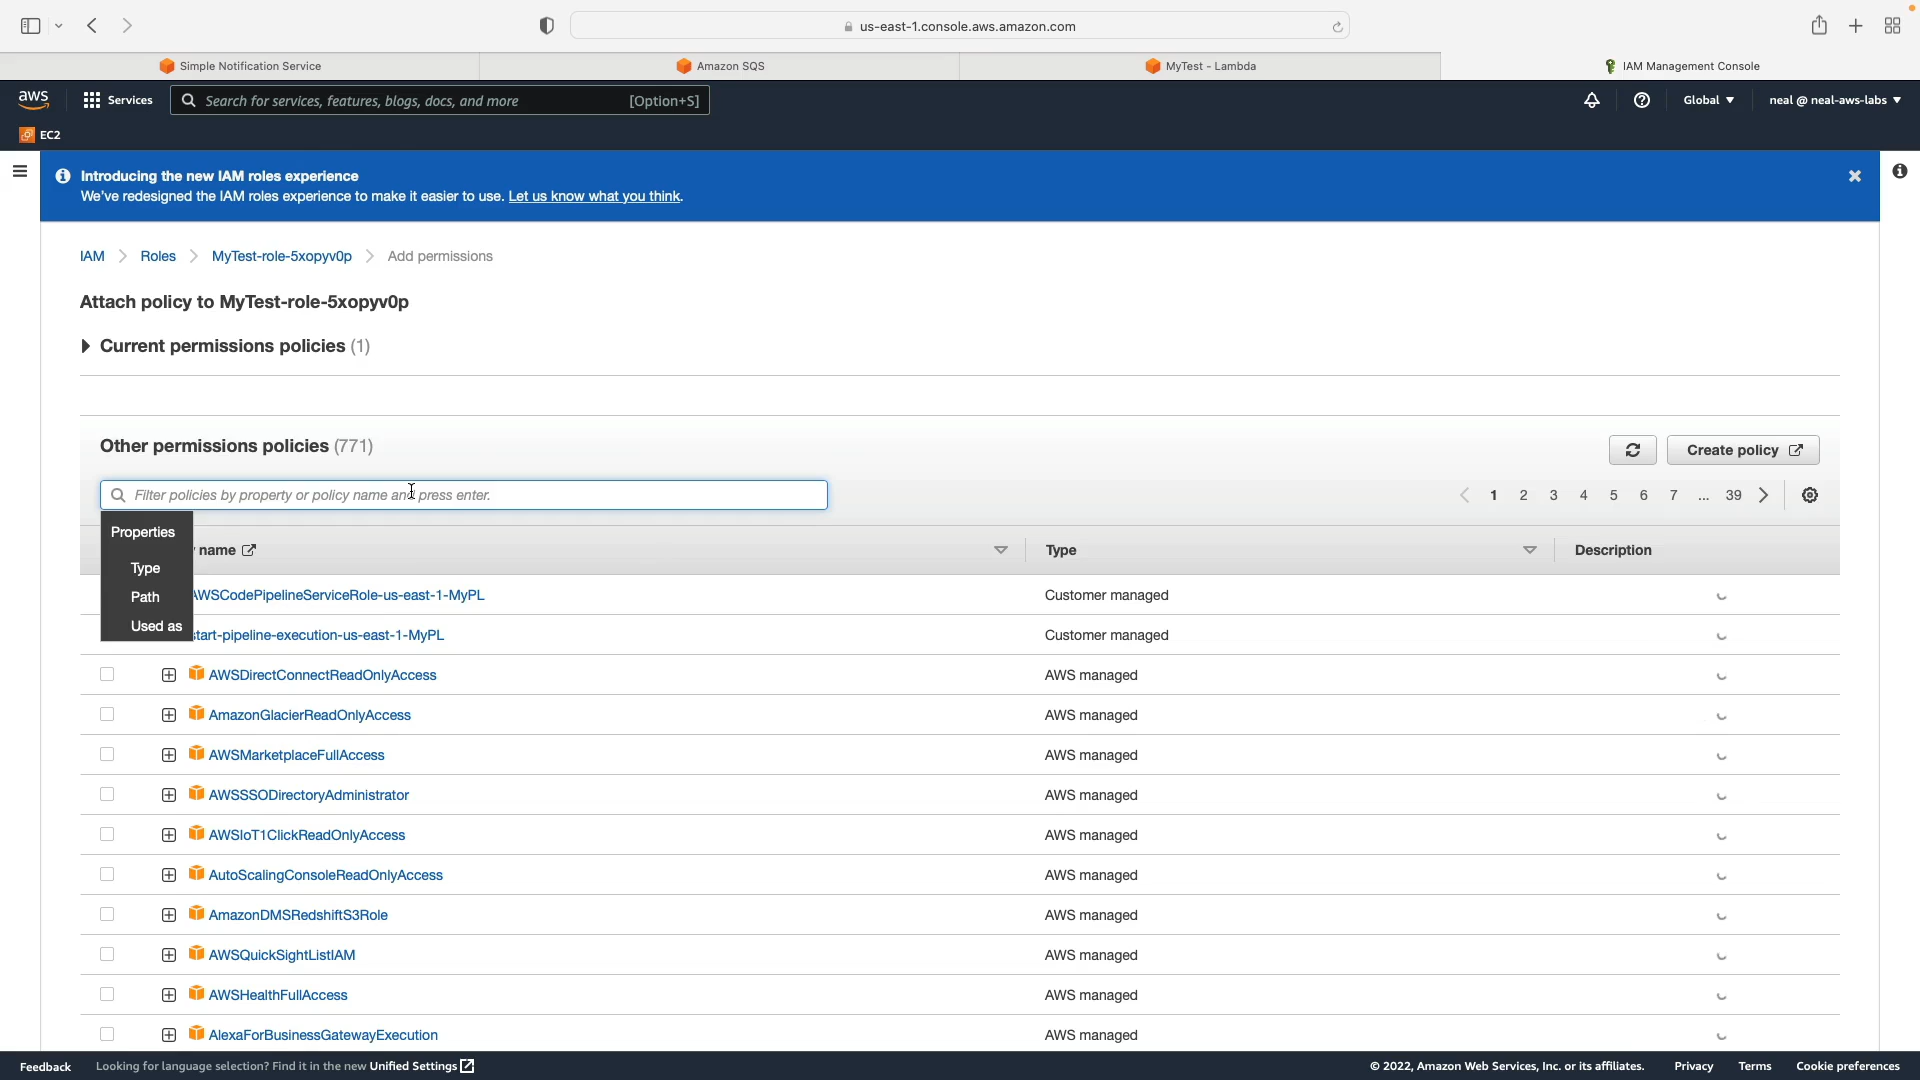 us-east-1.console.aws.amazon.com
Simple Notification Service
Amazon SQS
MyTest - Lambda
IAM Management Console
aws
Services
Search for services, features, blogs, docs, and more
[Option+S]
Global
neal @ neal-aws-labs
EC2
Introducing the new IAM roles experience
We've redesigned the IAM roles experience to make it easier to use. Let us know what you think.
IAM
Roles
MyTest-role-5xopyv0p
Add permissions
Attach policy to MyTest-role-5xopyv0p
Current permissions policies (1)
Other permissions policies (771)
Create policy
Filter policies by property or policy name and press enter.
1 2 3 4 5 6 7 ... 39
Properties
Type
Path
Used as
name
Type
Description
AWSCodePipelineServiceRole-us-east-1-MyPL
Customer managed
start-pipeline-execution-us-east-1-MyPL
Customer managed
AWSDirectConnectReadOnlyAccess
AWS managed
AmazonGlacierReadOnlyAccess
AWS managed
AWSMarketplaceFullAccess
AWS managed
AWSSSODirectoryAdministrator
AWS managed
AWSIoT1ClickReadOnlyAccess
AWS managed
AutoScalingConsoleReadOnlyAccess
AWS managed
AmazonDMSRedshiftS3Role
AWS managed
AWSQuickSightListIAM
AWS managed
AWSHealthFullAccess
AWS managed
AlexaForBusinessGatewayExecution
AWS managed
Feedback
Looking for language selection? Find it in the new Unified Settings
© 2022, Amazon Web Services, Inc. or its affiliates.
Privacy
Terms
Cookie preferences